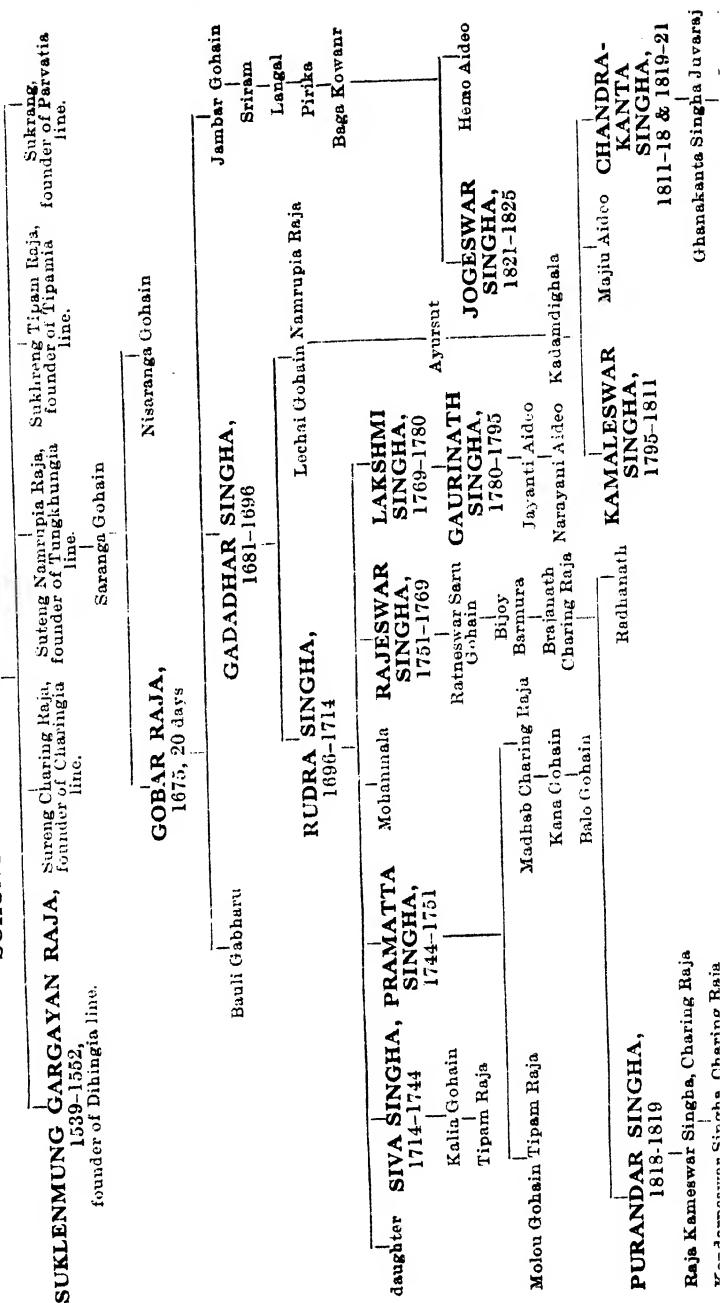 SUKLENMUNG GARGAYAN RAJA,
1539-1552,
founder of Dihingia line.
Sureng Charing Raja,
founder of Charingia
line.
Suteng Namrupia Raja,
founder of Tungkhungia
line.
Sukhreng Tipam Raja,
founder of Tipamia
line.
Sukrang,
founder of Parvatia
line.
Saranga Gohain
GOBAR RAJA,
1675, 20 days
Nisaranga Gohain
Bauli Gabharu
GADADHAR SINGHA,
1681-1696
Jambar Gohain
Sriram
Langal
Pirika
Baga Kowanr
RUDRA SINGHA,
1696-1714
Lechai Gohain Namrupia Raja
daughter
SIVA SINGHA,
1714-1744
PRAMATTA
SINGHA,
1744-1751
Mohanmala
RAJESWAR
SINGHA,
1751-1769
LAKSHMI
SINGHA,
1769-1780
Ayursut
JOGESWAR
SINGHA,
1821-1825
Hemo Aideo
Kalia Gohain
Tipam Raja
Ratneswar Saru
Gohain
GAURINATH
SINGHA,
1780-1795
Molou Gohain Tipam Raja
Madhab Charing Raja
Kana Gohain
Balo Gohain
Bijoy
Barmura
Brajanath
Charing Raja
Jayanti Aideo
Narayani Aideo
Kadamdighala
PURANDAR SINGHA,
1818-1819
Radhanath
KAMALESWAR
SINGHA,
1795-1811
Majiu Aideo
CHANDRA-
KANTA
SINGHA,
1811-18 & 1819-21
Raja Kameswar Singha, Charing Raja
Ghanakanta Singha Juvaraj
Singha, Charing Raja